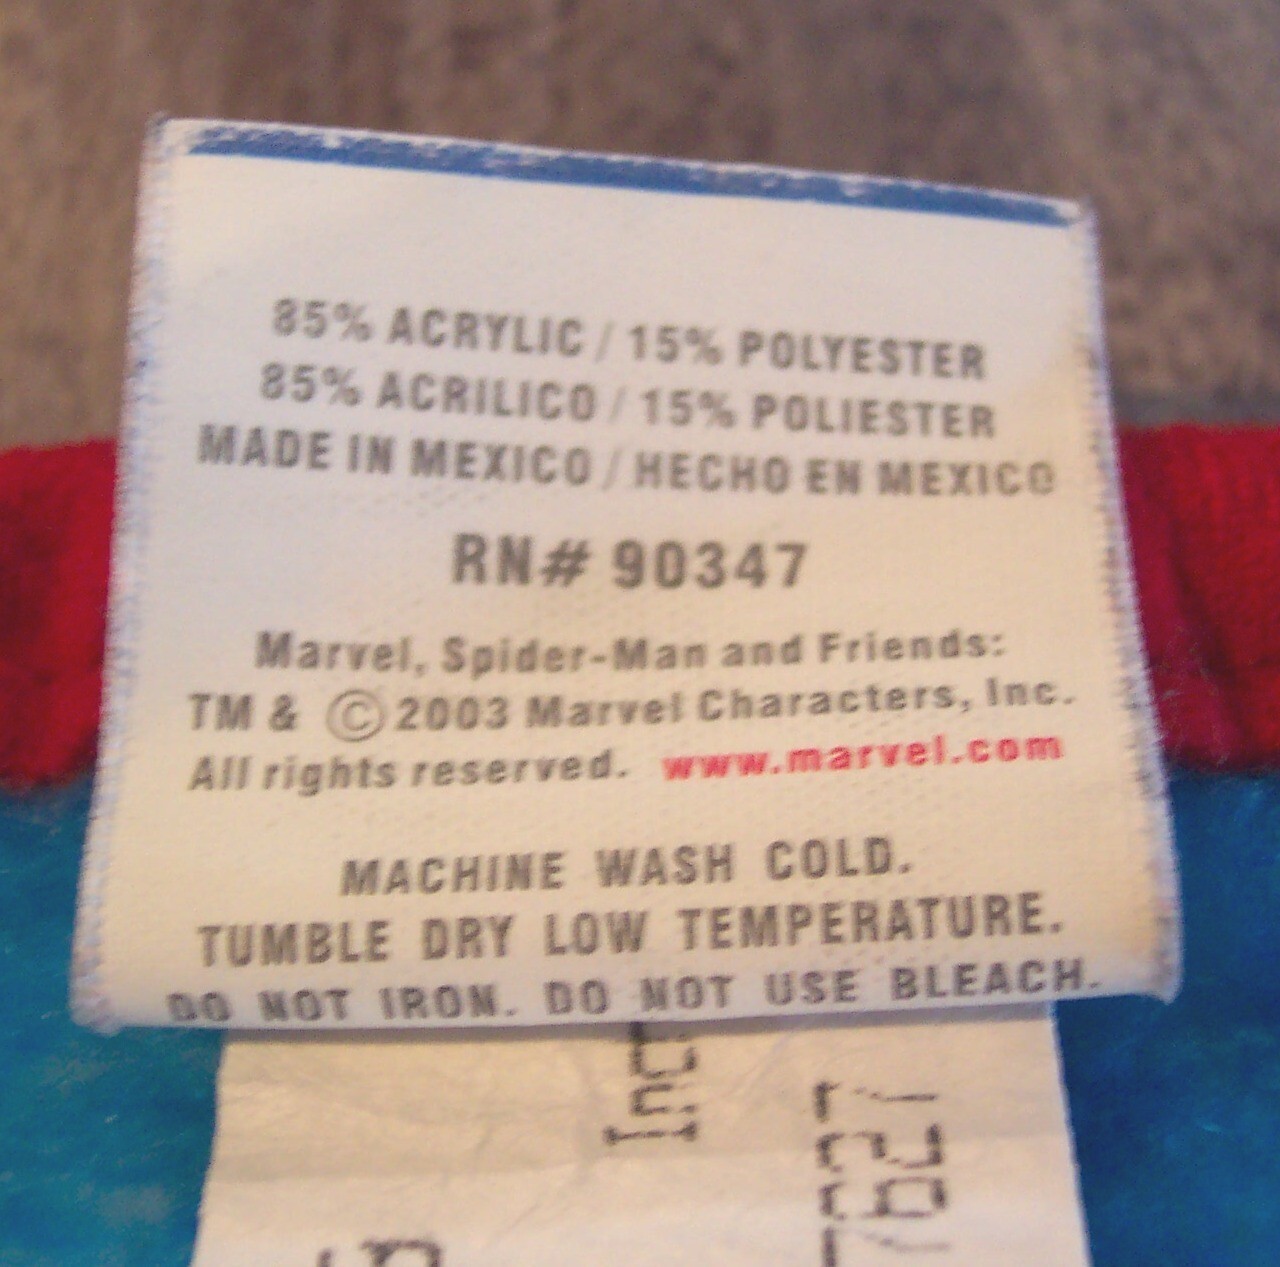 85% ACRYLIC / 15% POLYESTER
85% ACRILICO / 15% POLIESTER
MADE IN MEXICO / HECHO EN MEXICO
RN# 90347
Marvel, Spider-Man and Friends:
TM & ©2003 Marvel Characters, Inc.
All rights reserved. www.marvel.com
MACHINE WASH COLD.
TUMBLE DRY LOW TEMPERATURE.
DO NOT IRON. DO NOT USE BLEACH.